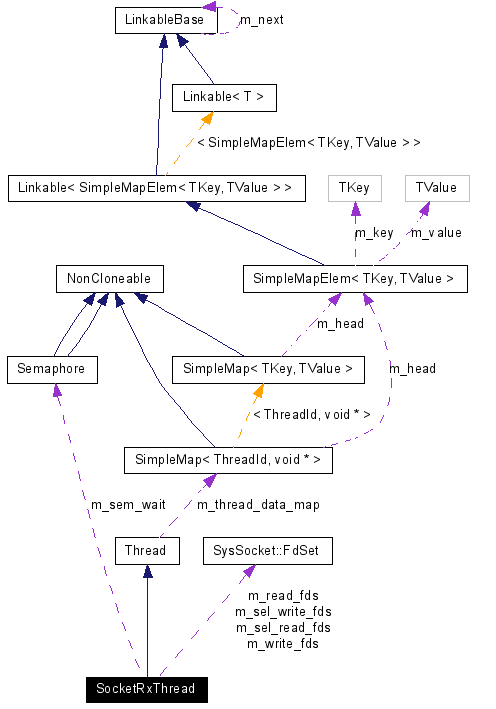 LinkableBase
m_next
Linkable< T >
< SimpleMapElem< TKey, TValue > >
Linkable< SimpleMapElem< TKey, TValue > >
TKey
TValue
m_key
m_value
NonCloneable
SimpleMapElem< TKey, TValue >
m_head
Semaphore
SimpleMap< TKey, TValue >
m_head
< ThreadId, void * >
SimpleMap< ThreadId, void * >
m_sem_wait
m_thread_data_map
Thread
SysSocket::FdSet
m_read_fds
m_sel_write_fds
m_sel_read_fds
m_write_fds
SocketRxThread